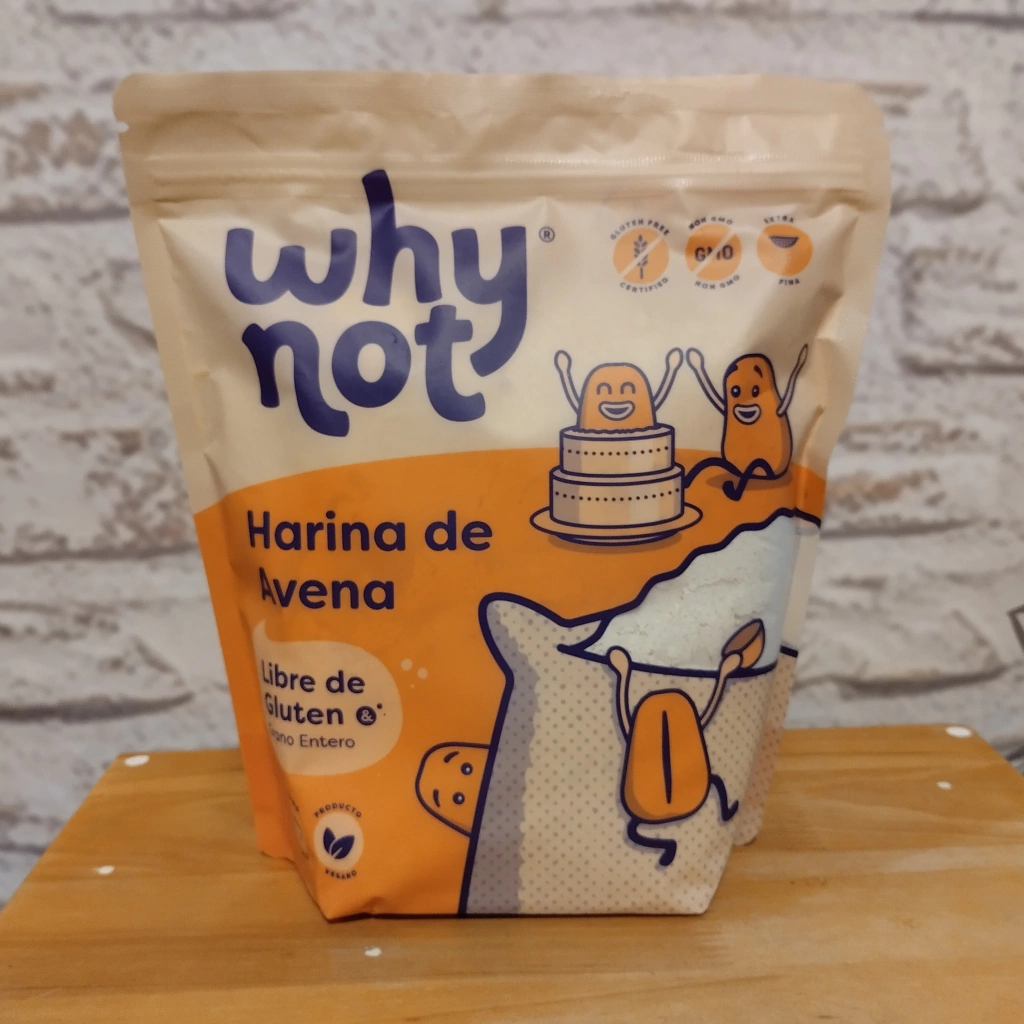 why
not®
GLUTEN FREE
CERTIFIED
NON GMO
GMO
NON GMO
EXTRA
FINA
Harina de
Avena
Libre de
Gluten &
Grano Entero
PRODUCTO
VEGANO